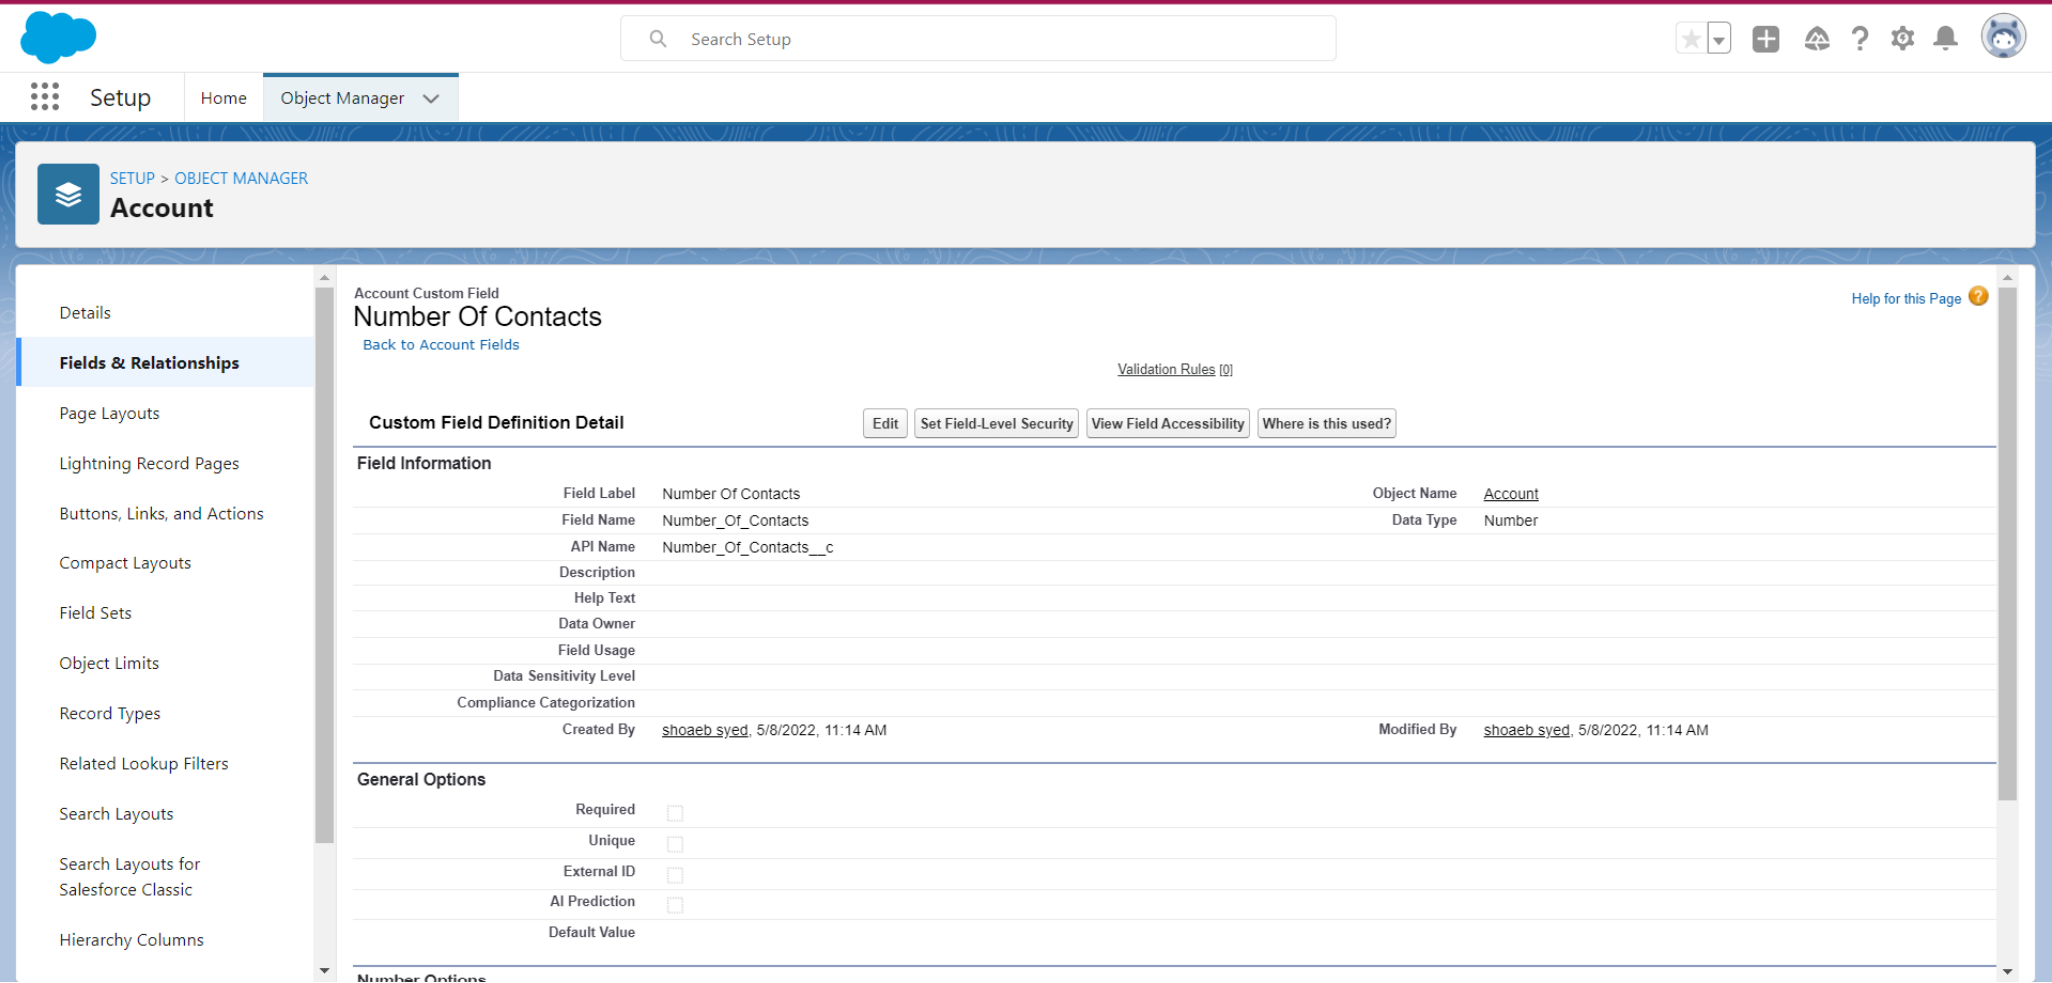 Search Setup
Setup
Home
Object Manager
SETUP > OBJECT MANAGER
Account
Details
Fields & Relationships
Page Layouts
Lightning Record Pages
Buttons, Links, and Actions
Compact Layouts
Field Sets
Object Limits
Record Types
Related Lookup Filters
Search Layouts
Search Layouts for
Salesforce Classic
Hierarchy Columns
Account Custom Field
Number Of Contacts
Back to Account Fields
Help for this Page ?
Validation Rules [0]
Custom Field Definition Detail
Edit
Set Field-Level Security
View Field Accessibility
Where is this used?
Field Information
Field Label Number Of Contacts Object Name Account
Field Name Number_Of_Contacts Data Type Number
API Name Number_Of_Contacts__c
Description
Help Text
Data Owner
Field Usage
Data Sensitivity Level
Compliance Categorization
Created By shoaeb syed, 5/8/2022, 11:14 AM Modified By shoaeb syed, 5/8/2022, 11:14 AM
General Options
Required
Unique
External ID
AI Prediction
Default Value
Number Options